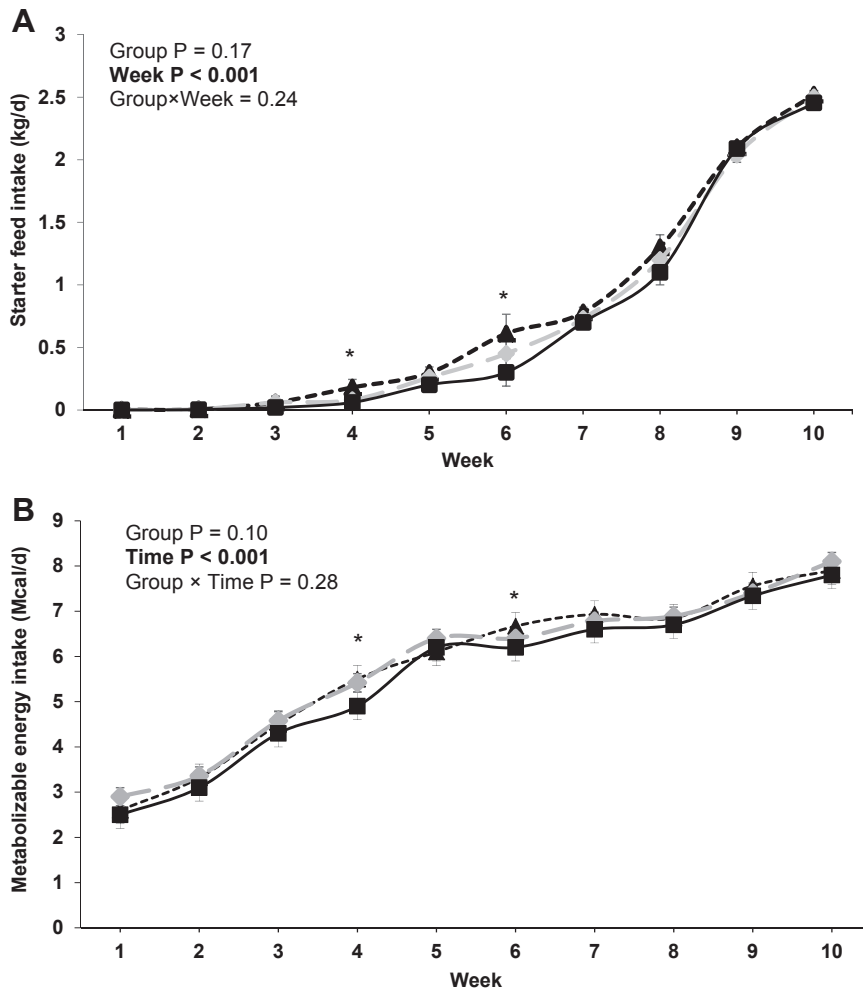 A
Group P = 0.17
Week P < 0.001
Group×Week = 0.24
Starter feed intake (kg/d)
3
2.5
2
1.5
1
0.5
0
*
*
1 2 3 4 5 6 7 8 9 10
Week
B
Group P = 0.10
Time P < 0.001
Group × Time P = 0.28
Metabolizable energy intake (Mcal/d)
9
8
7
6
5
4
3
2
1
0
*
*
1 2 3 4 5 6 7 8 9 10
Week